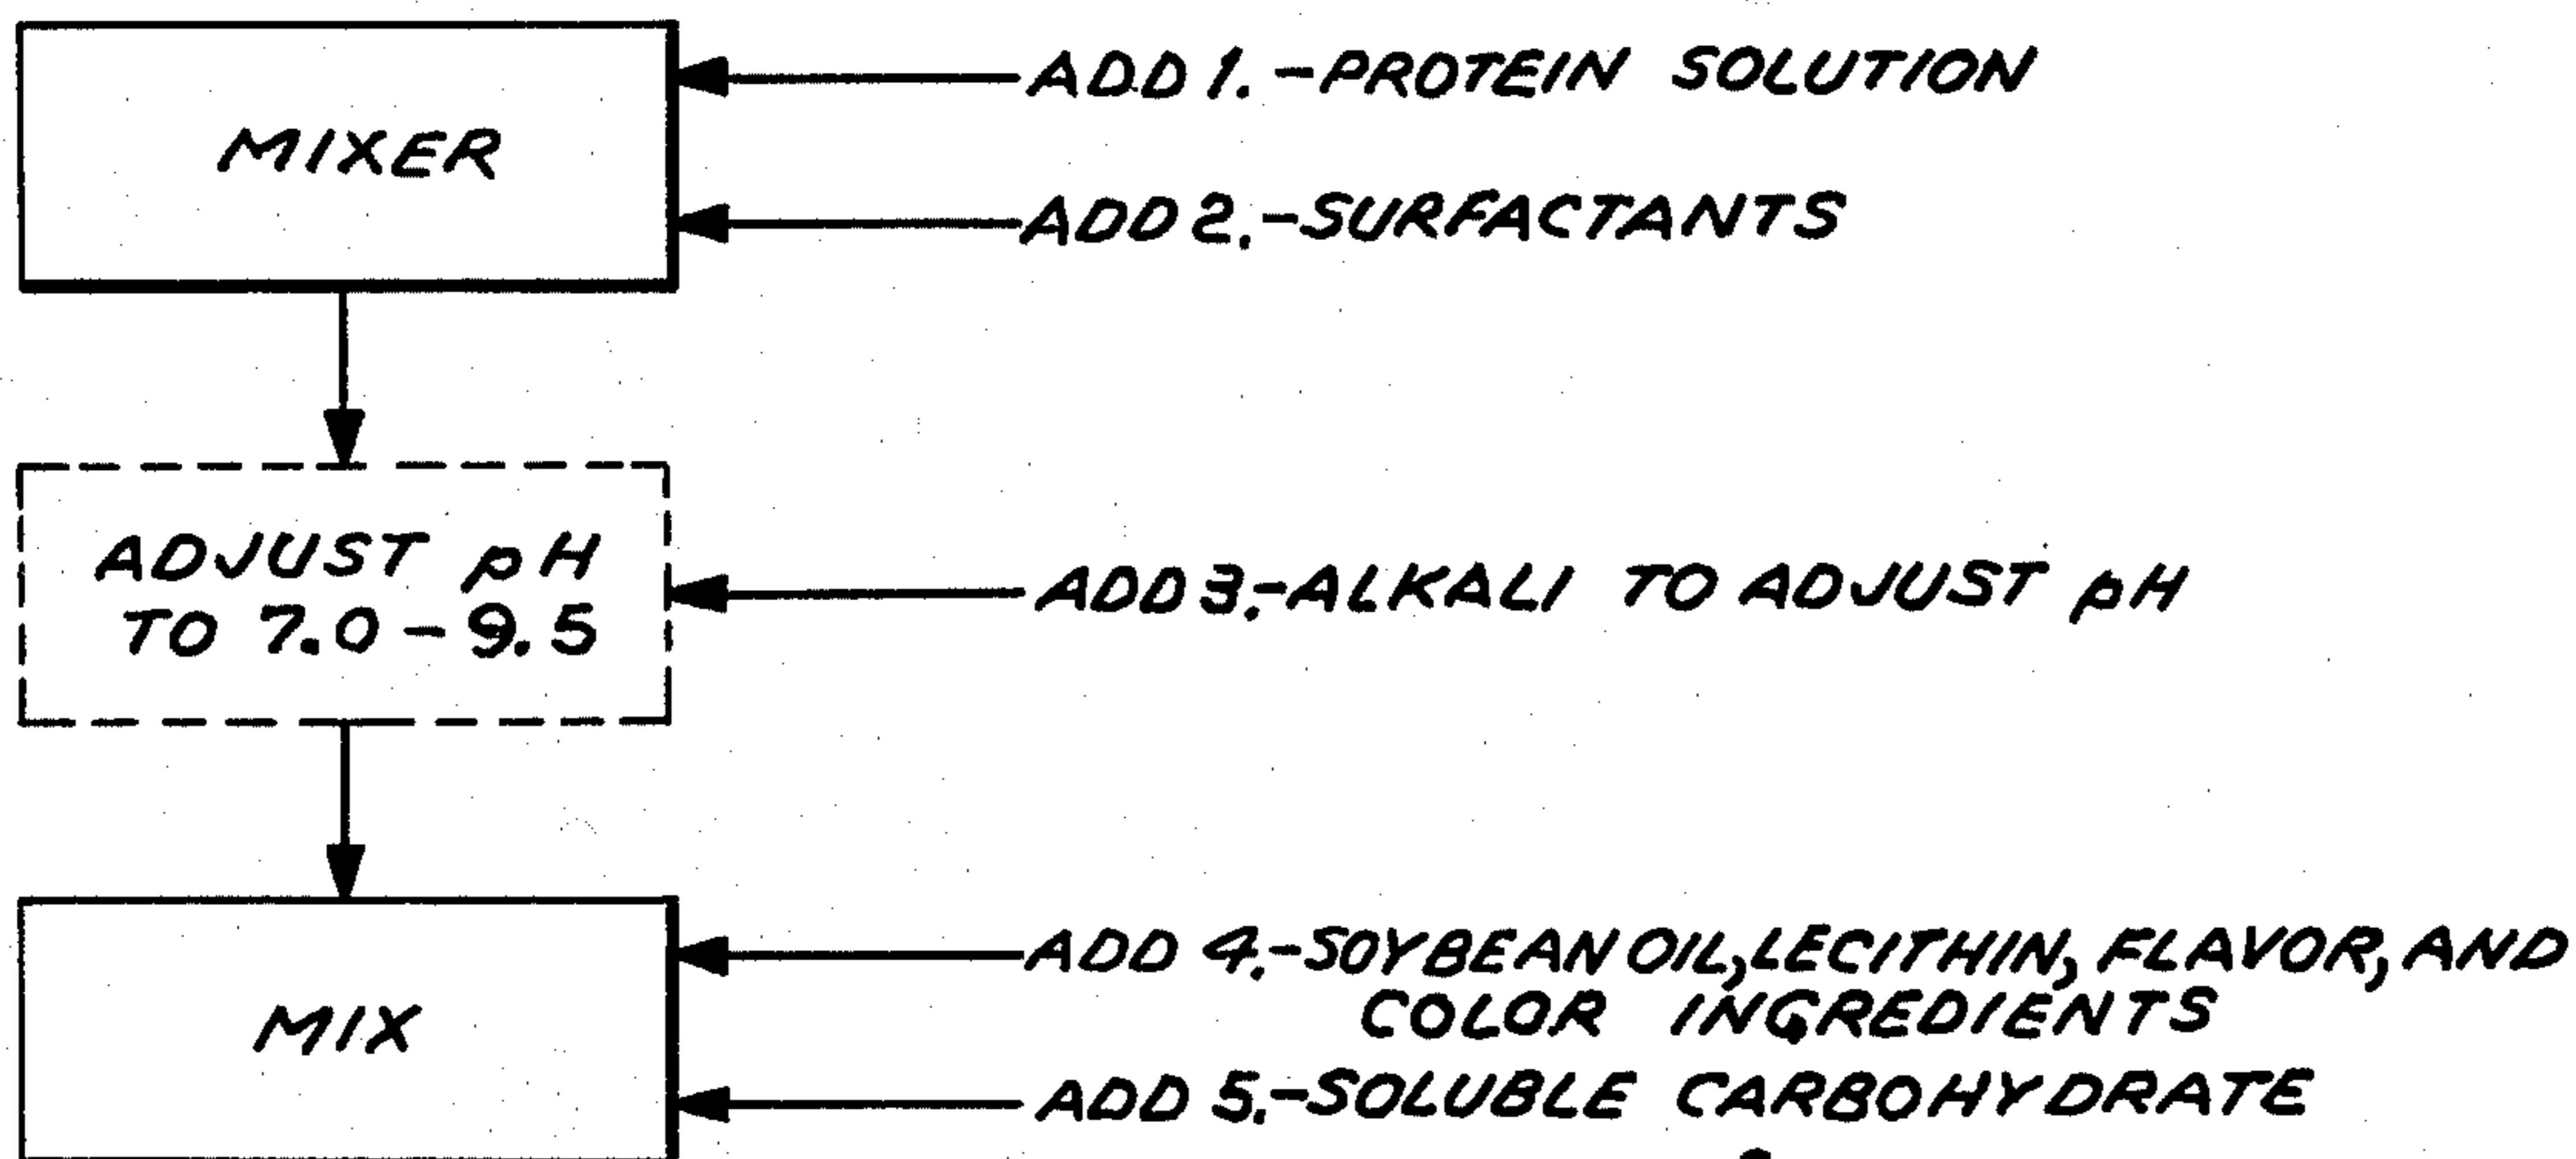 MIXER
ADD 1.-PROTEIN SOLUTION
ADD 2.-SURFACTANTS
ADJUST pH
TO 7.0-9.5
ADD 3.-ALKALI TO ADJUST pH
MIX
ADD 4.-SOYBEAN OIL, LECITHIN, FLAVOR, AND
COLOR INGREDIENTS
ADD 5.-SOLUBLE CARBOHYDRATE